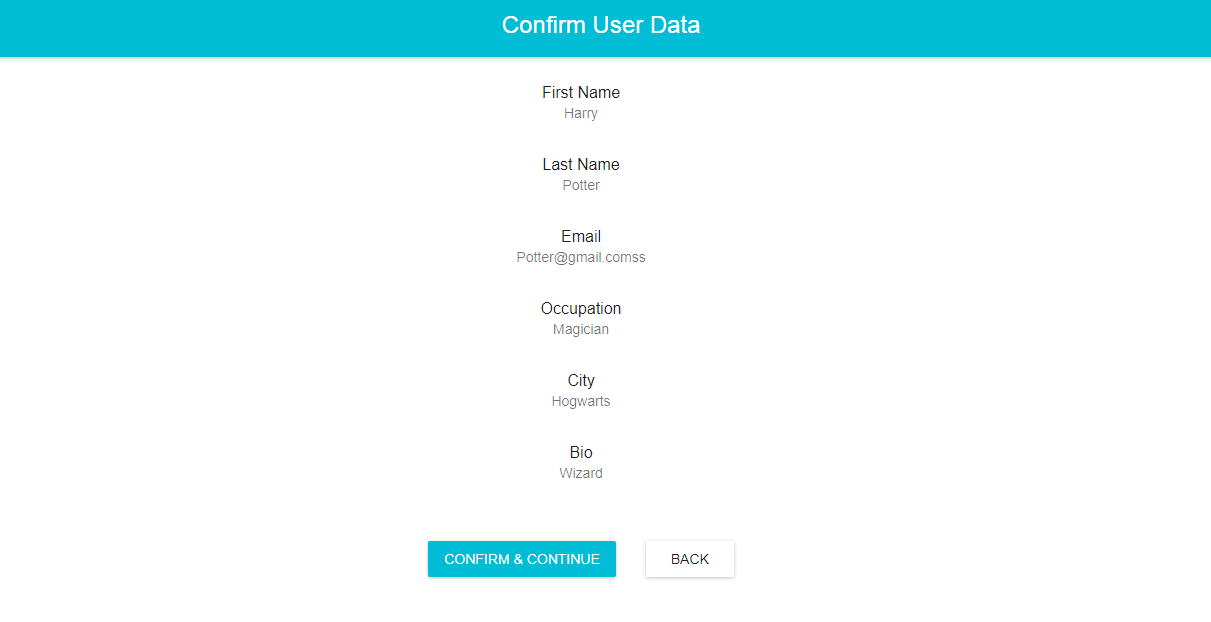 Confirm User Data
First Name
Harry
Last Name
Potter
Email
Potter@gmail.comss
Occupation
Magician
City
Hogwarts
Bio
Wizard
CONFIRM & CONTINUE BACK